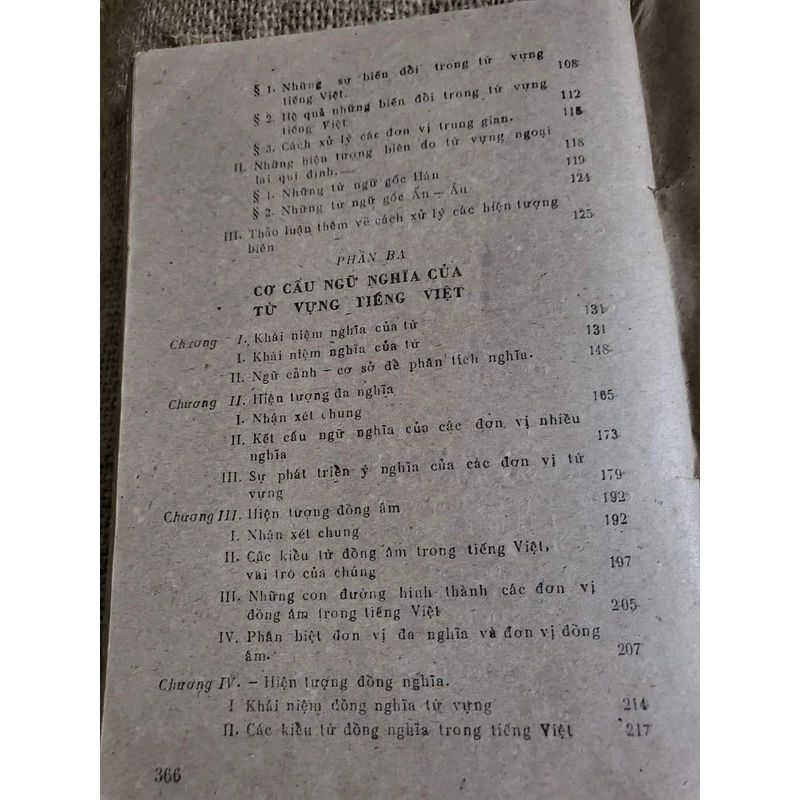 § 1. Những sự biến đổi trong từ vựng
tiếng Việt. 108
§ 2. Hệ quả những biến đổi trong từ vựng
tiếng Việt 112
§ 3. Cách xử lý các đơn vị trung gian. 115
II. Những hiện tượng biên do từ vựng ngoại
lai qui định.— 118
§ 1. Những từ ngữ gốc Hán 119
§ 2. Những từ ngữ gốc Ấn — Âu 124
III. Thảo luận thêm về cách xử lý các hiện tượng
biên 125
PHẦN BA
CƠ CẤU NGỮ NGHĨA CỦA
TỪ VỰNG TIẾNG VIỆT
Chương I. Khái niệm nghĩa của từ 131
I. Khái niệm nghĩa của từ 131
II. Ngữ cảnh — cơ sở để phân tích nghĩa. 148
Chương II. Hiện tượng đa nghĩa 165
I. Nhận xét chung
II. Kết cấu ngữ nghĩa của các đơn vị nhiều
nghĩa 173
III. Sự phát triển ý nghĩa của các đơn vị từ
vựng 179
Chương III. Hiện tượng đồng âm 192
I. Nhận xét chung 192
II. Các kiểu từ đồng âm trong tiếng Việt,
vai trò của chúng 197
III. Những con đường hình thành các đơn vị
đồng âm trong tiếng Việt 205
IV. Phân biệt đơn vị đa nghĩa và đơn vị đồng
âm. 207
Chương IV. — Hiện tượng đồng nghĩa.
I Khái niệm đồng nghĩa từ vựng 214
II. Các kiểu từ đồng nghĩa trong tiếng Việt 217
366